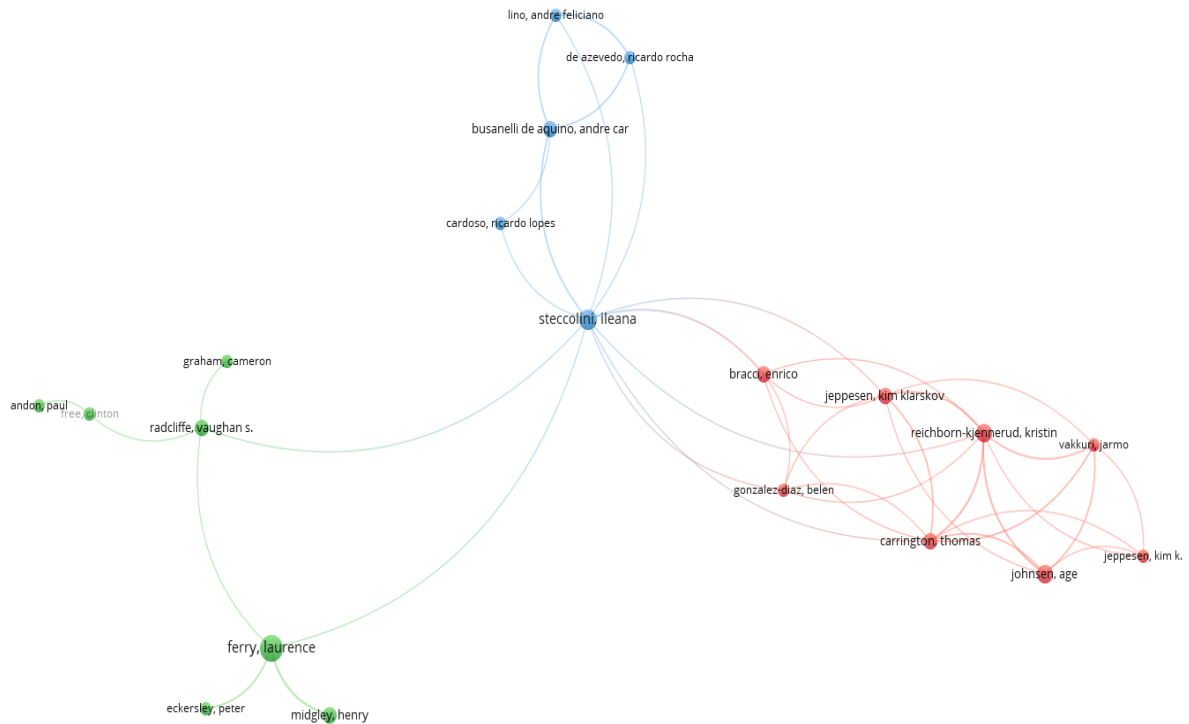 lino, andre feliciano
de azevedo, ricardo rocha
busanelli de aquino, andre car
cardoso, ricardo lopes
steccolini, ileana
graham, cameron
bracci, enrico
jeppesen, kim klarskov
andon, paul
free, clinton
radcliffe, vaughan s.
reichborn-kjennerud, kristin
vakkuri, jarmo
gonzalez-diaz, belen
carrington, thomas
jeppesen, kim k.
johnsen, age
ferry, laurence
eckersley, peter
midgley, henry